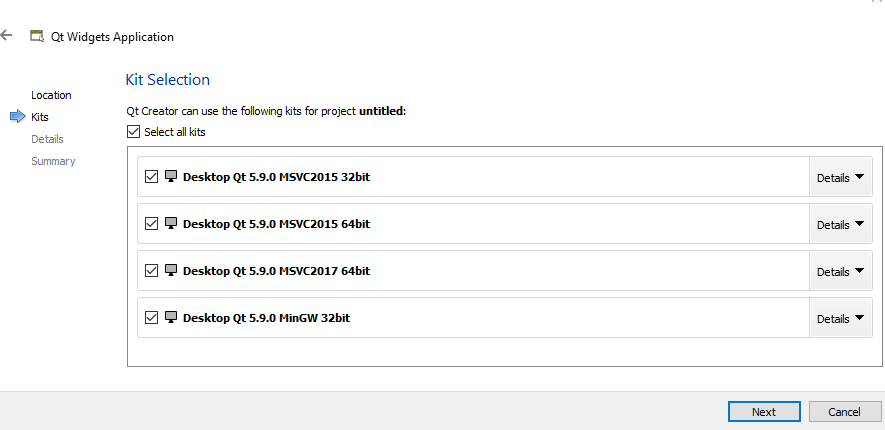 Qt Widgets Application
Kit Selection
Location
Kits
Details
Summary
Qt Creator can use the following kits for project untitled:
Select all kits
Desktop Qt 5.9.0 MSVC2015 32bit Details
Desktop Qt 5.9.0 MSVC2015 64bit Details
Desktop Qt 5.9.0 MSVC2017 64bit Details
Desktop Qt 5.9.0 MinGW 32bit Details
Next Cancel